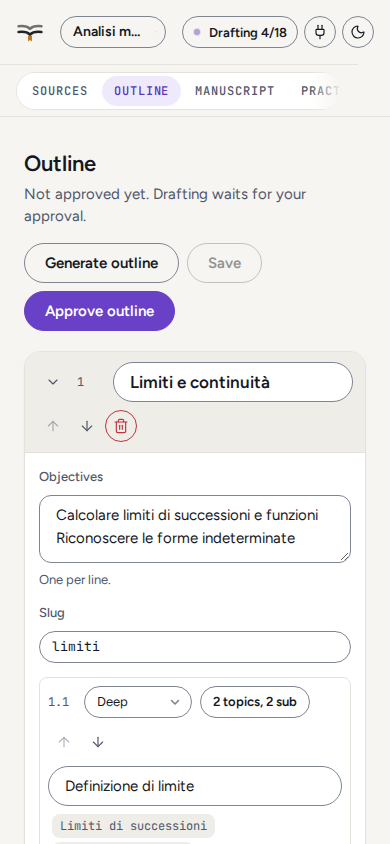 Analisi m...
Drafting 4/18
SOURCES
OUTLINE
MANUSCRIPT
PRACT
Outline
Not approved yet. Drafting waits for your
approval.
Generate outline
Save
Approve outline
1
Limiti e continuità
Objectives
Calcolare limiti di successioni e funzioni
Riconoscere le forme indeterminate
One per line.
Slug
limiti
1.1
Deep
2 topics, 2 sub
Definizione di limite
Limiti di successioni